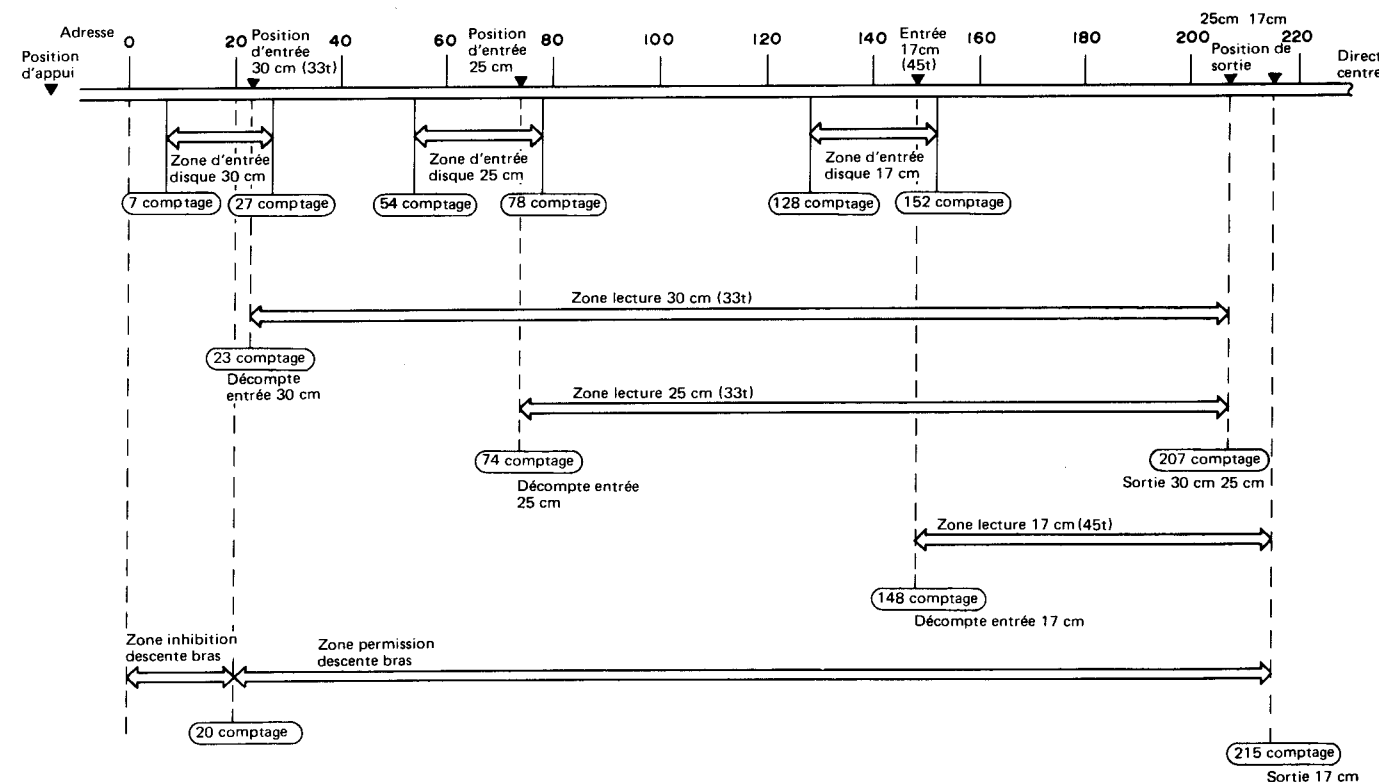 25cm 17cm
Adresse 0 20 Position 40 60 Position 80 100 120 140 Entrée 160 180 200 Position de 220
d'entrée
30 cm (33t)
d'entrée
25 cm
17cm
(45t)
sortie
Position
d'appui
Direct
centre
Zone d'entrée
disque 30 cm
Zone d'entrée
disque 25 cm
Zone d'entrée
disque 17 cm
7 comptage
27 comptage
54 comptage
78 comptage
128 comptage
152 comptage
Zone lecture 30 cm (33t)
23 comptage
Décompte
entrée 30 cm
Zone lecture 25 cm (33t)
74 comptage
Décompte entrée
25 cm
207 comptage
Sortie 30 cm 25 cm
Zone lecture 17 cm (45t)
148 comptage
Décompte entrée 17 cm
Zone inhibition
descente bras
Zone permission
descente bras
20 comptage
215 comptage
Sortie 17 cm